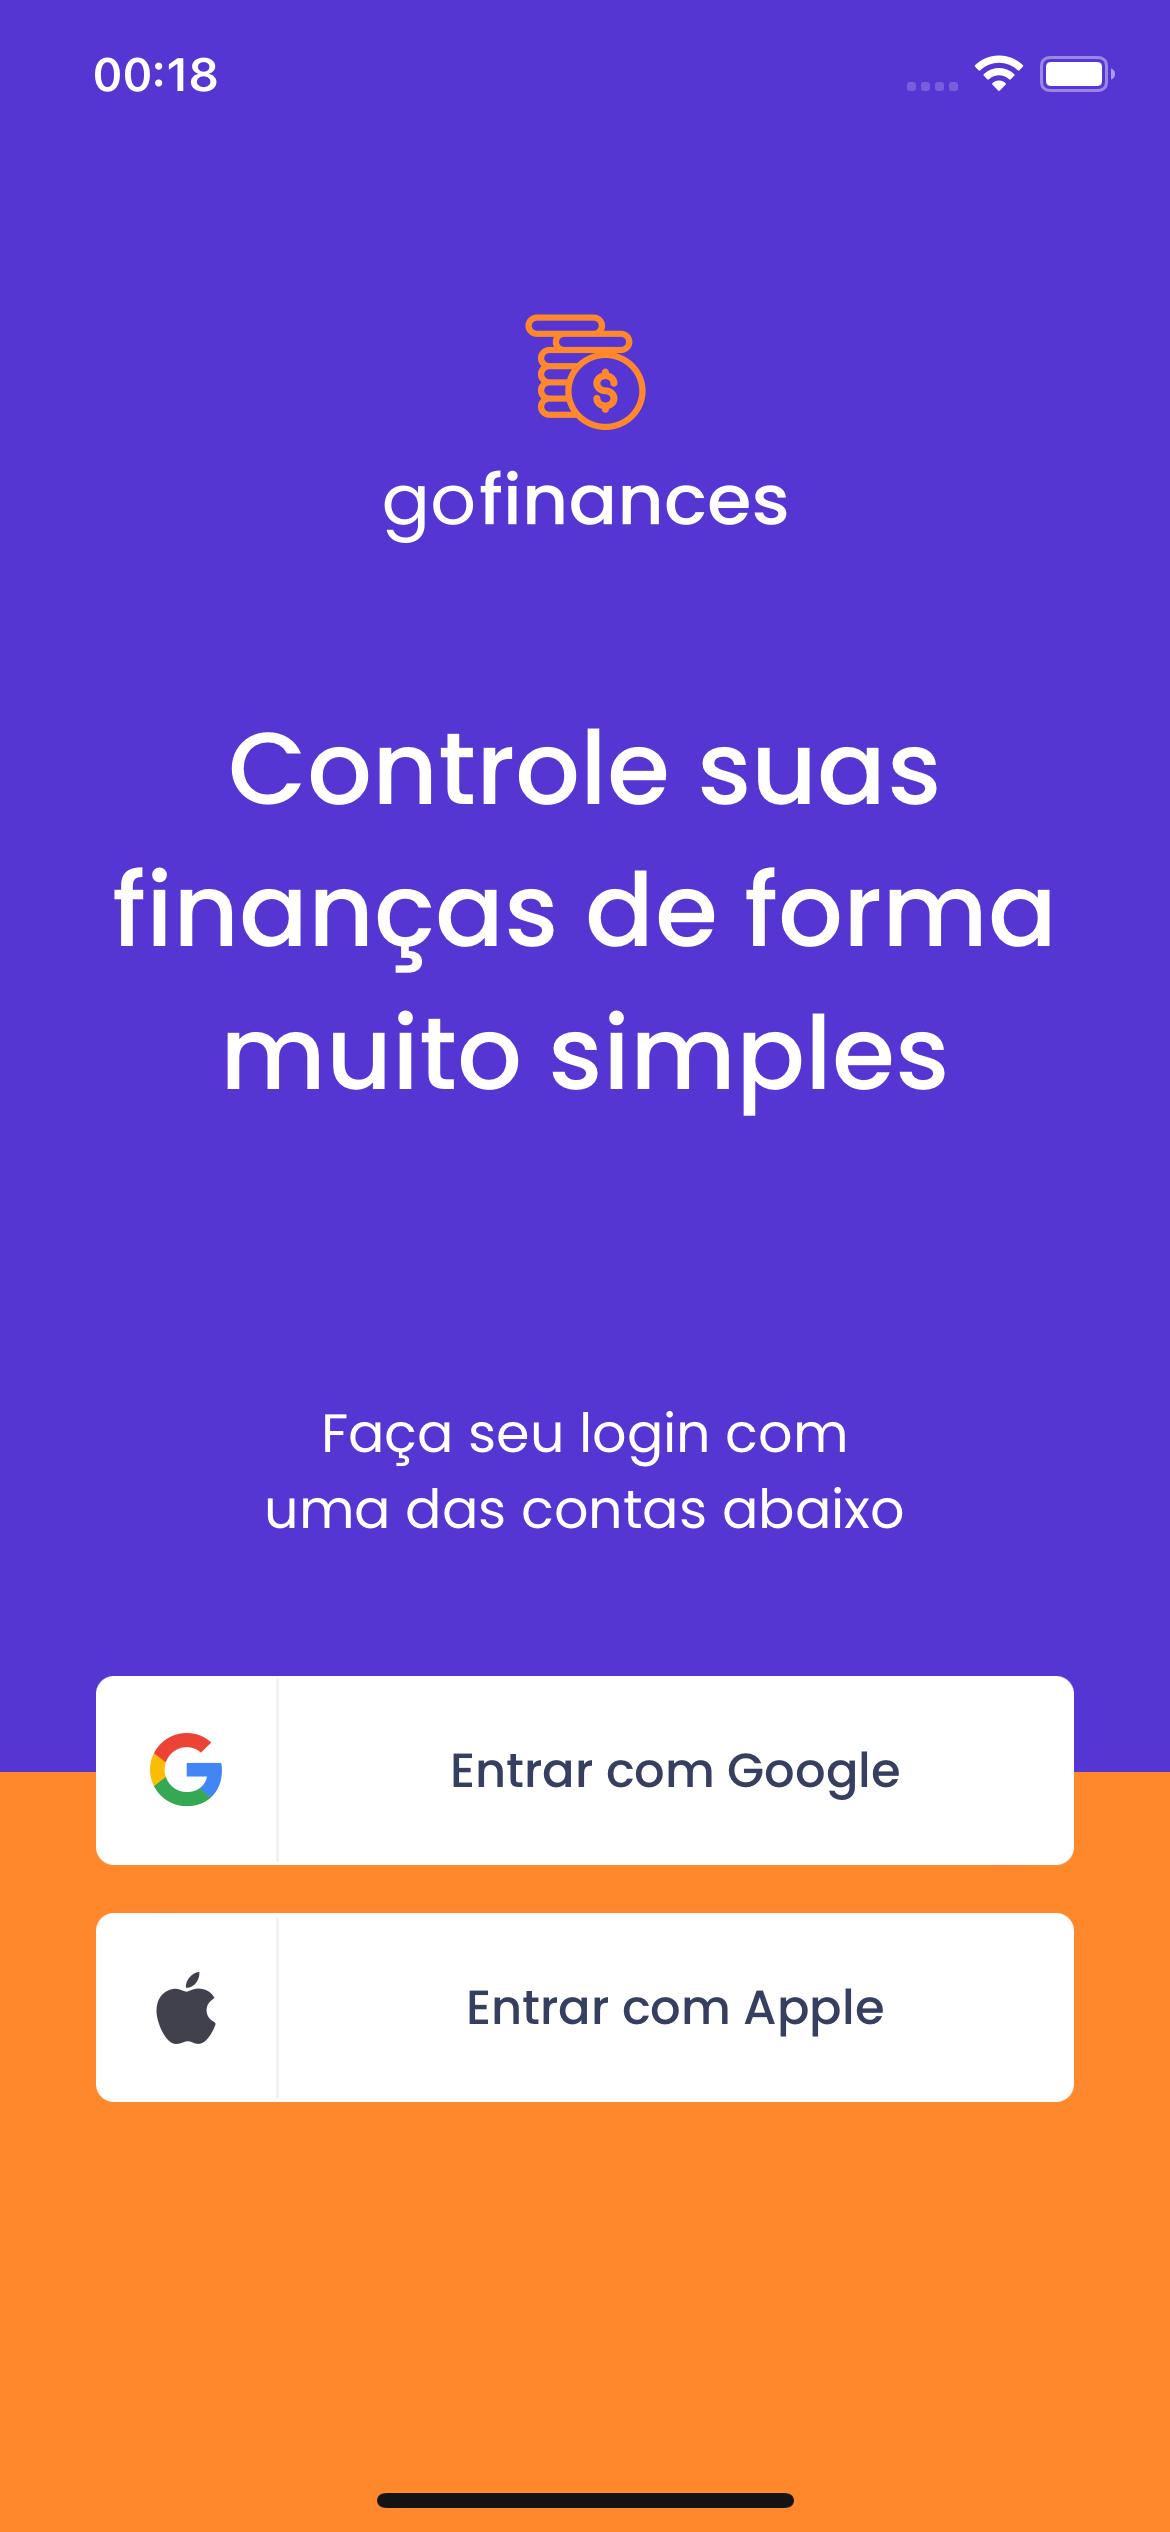 00:18
gofinances
Controle suas
finanças de forma
muito simples
Faça seu login com
uma das contas abaixo
Entrar com Google
Entrar com Apple